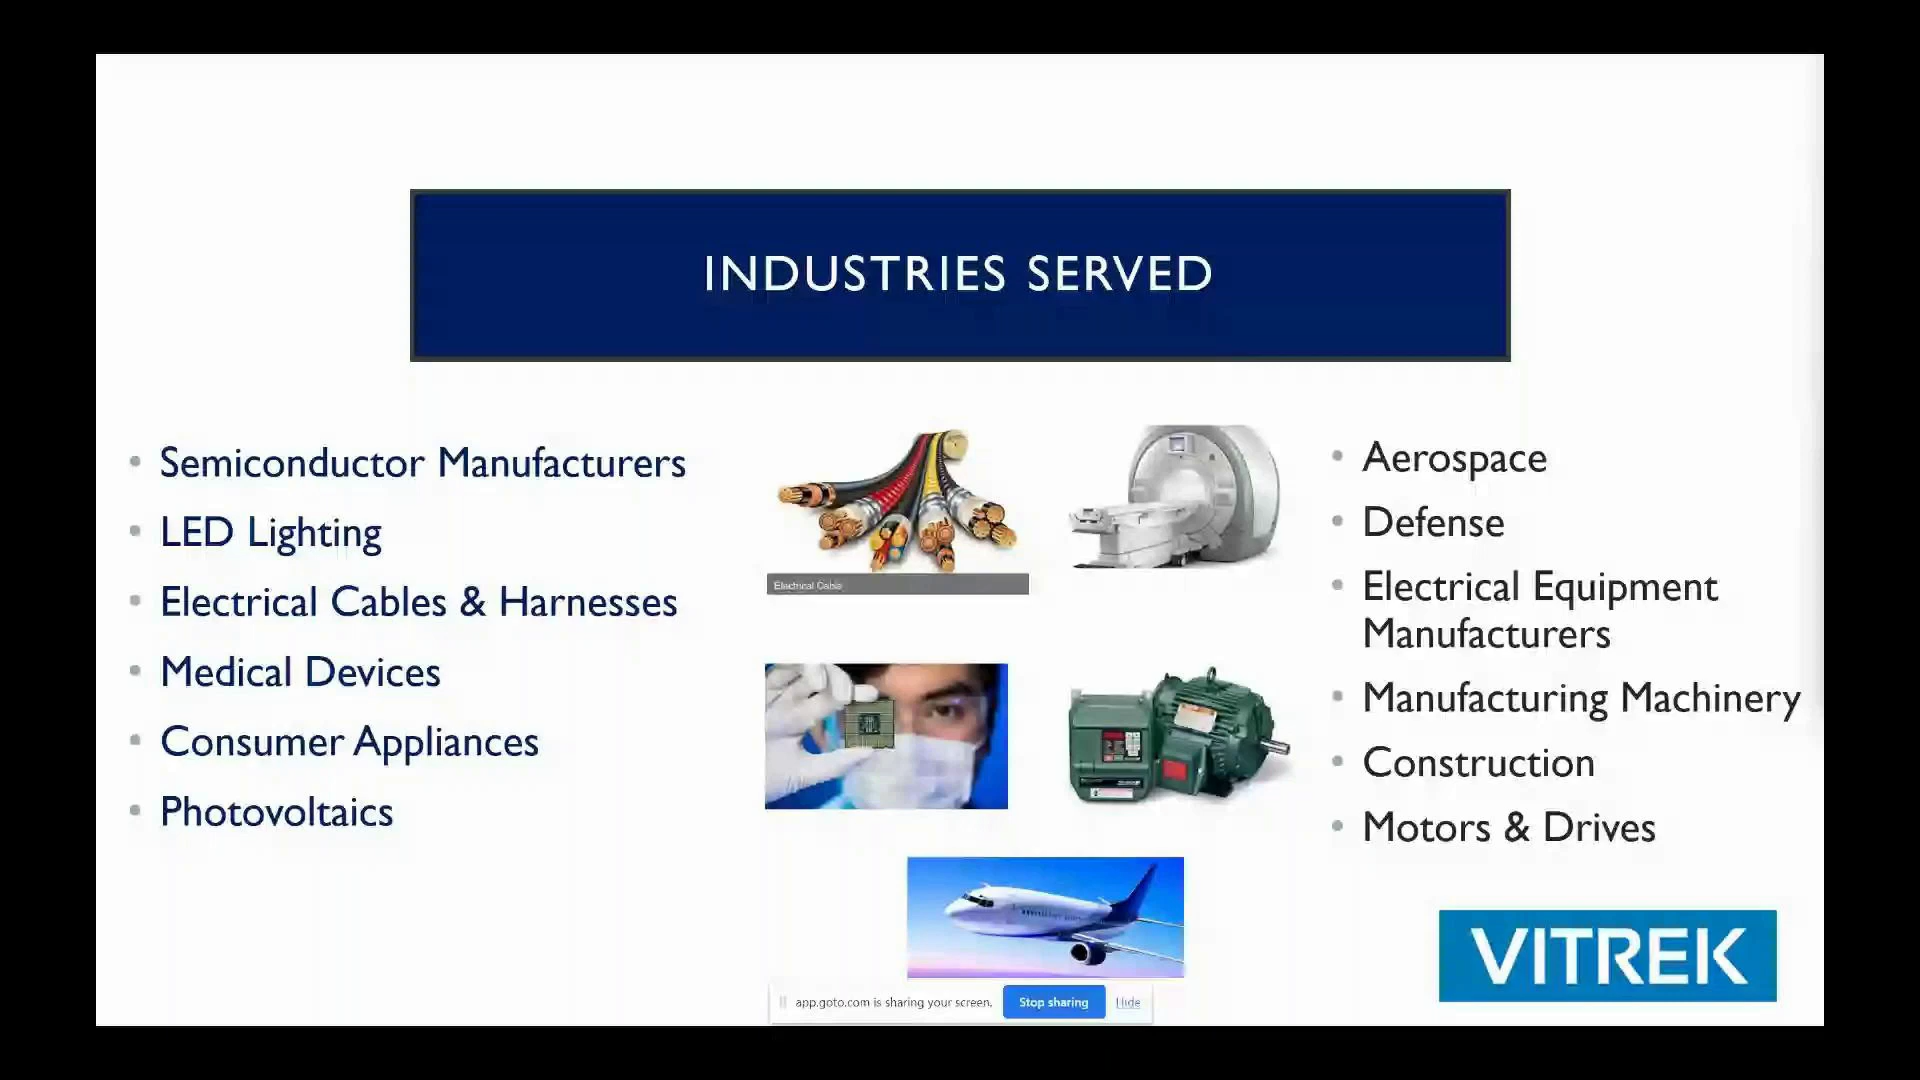 INDUSTRIES SERVED
• Semiconductor Manufacturers
• LED Lighting
• Electrical Cables & Harnesses
• Medical Devices
• Consumer Appliances
• Photovoltaics
Electrical Cable
• Aerospace
• Defense
• Electrical Equipment
Manufacturers
• Manufacturing Machinery
• Construction
• Motors & Drives
VITREK
app.goto.com is sharing your screen.
Stop sharing
Hide